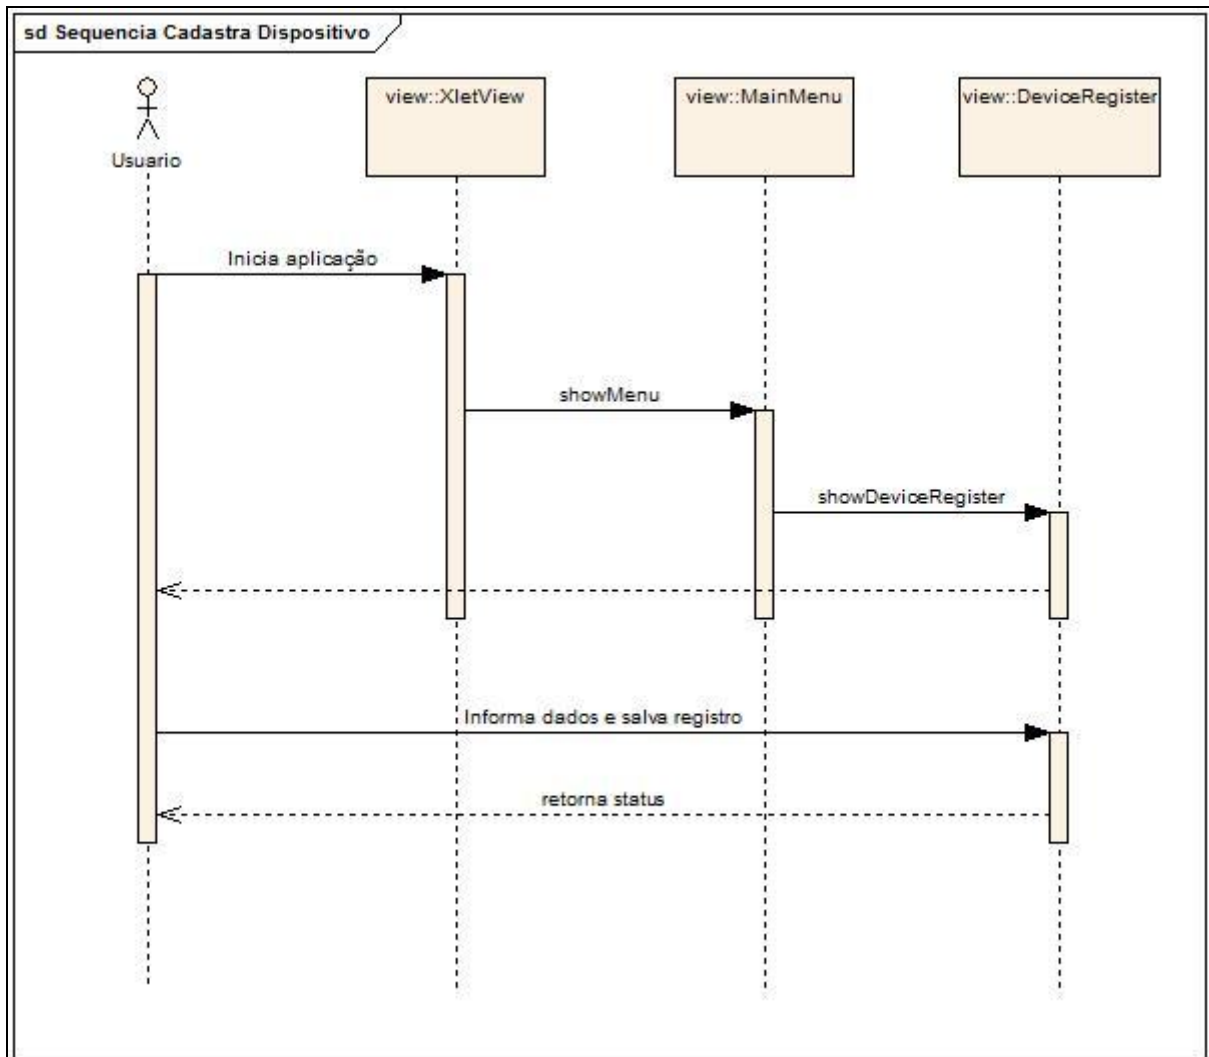 sd Sequencia Cadastra Dispositivo
Usuario
view::XletView
view::MainMenu
view::DeviceRegister
Inicia aplicação
showMenu
showDeviceRegister
Informa dados e salva registro
retorna status